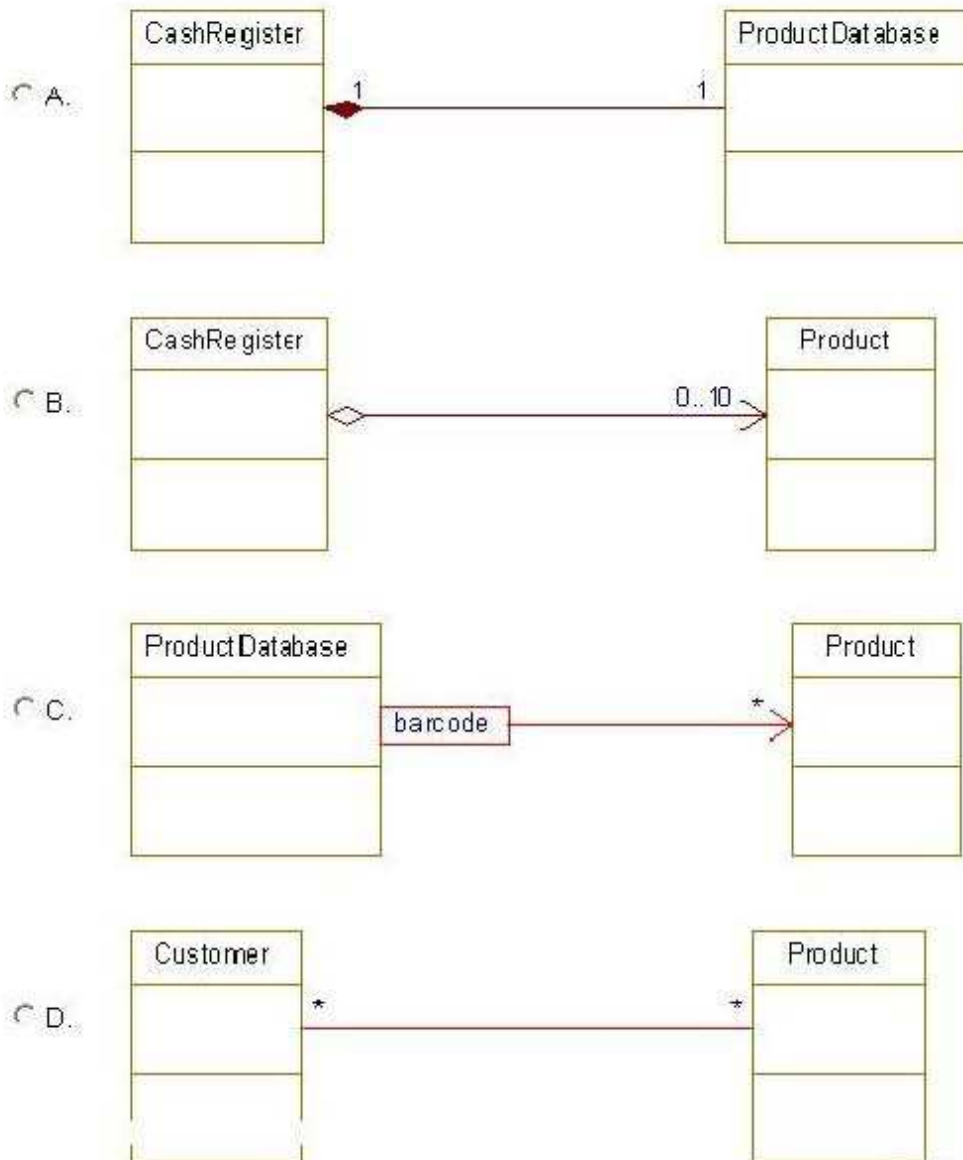 CashRegister ProductDatabase
A. 1 1
CashRegister Product
B. 0..10
ProductDatabase Product
C. barcode *
Customer Product
D. * *